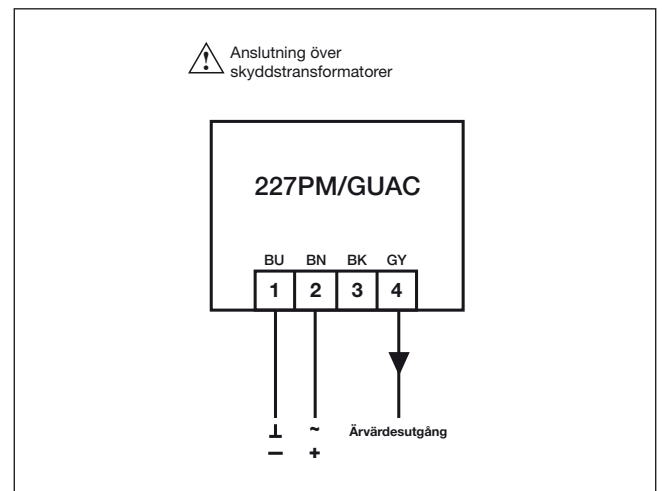 Anslutning över
skyddstransformatorer
227PM/GUAC
BU BN BK GY
1 2 3 4
⊥ ~ Ärvärdesutgång
− +